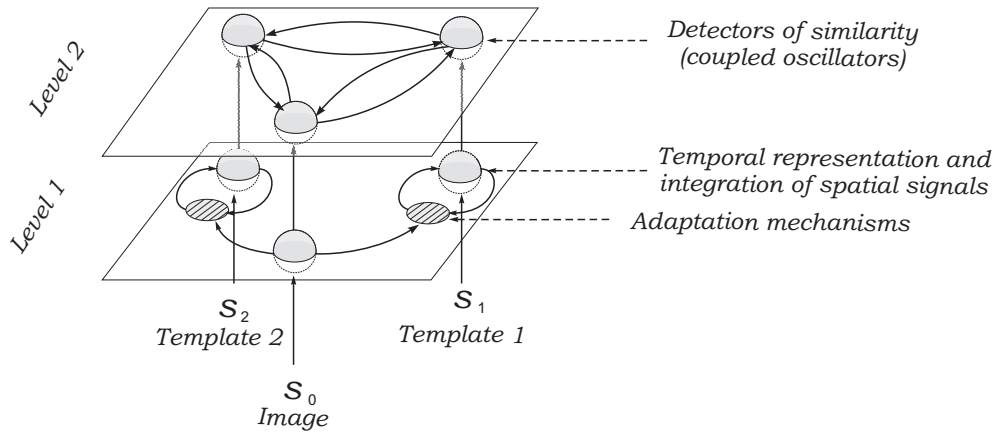 Level 2
Detectors of similarity
(coupled oscillators)
Level 1
Temporal representation and
integration of spatial signals
Adaptation mechanisms
S2
Template 2
S1
Template 1
S0
Image